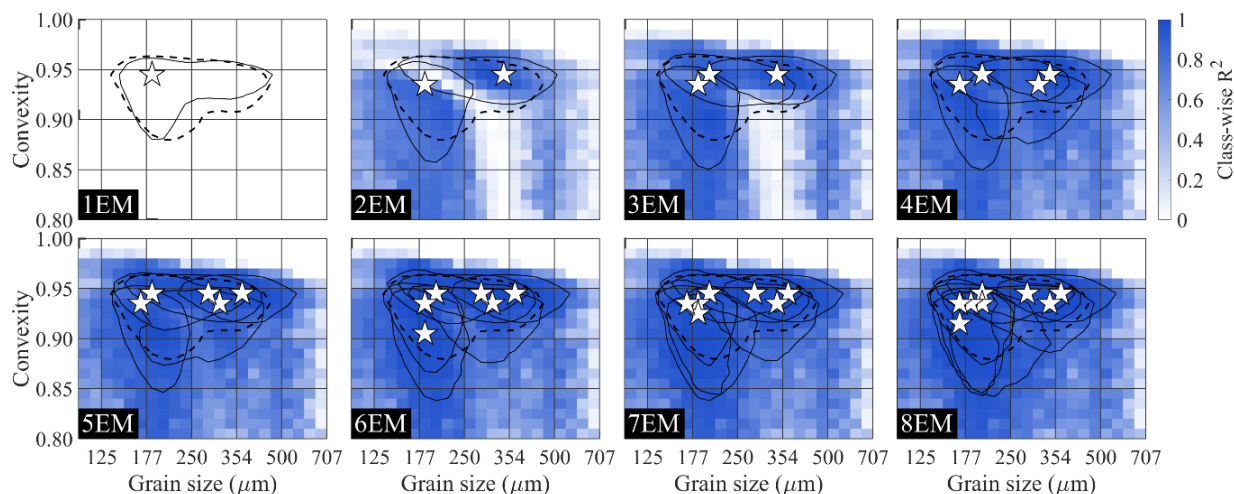 1.00
0.95
0.90
0.85
0.80
Convexity
1EM
2EM
3EM
4EM
1
0.8
0.6
0.4
0.2
0
Class-wise R²
1.00
0.95
0.90
0.85
0.80
Convexity
5EM
6EM
7EM
8EM
125 177 250 354 500 707
125 177 250 354 500 707
125 177 250 354 500 707
125 177 250 354 500 707
Grain size (μm)
Grain size (μm)
Grain size (μm)
Grain size (μm)